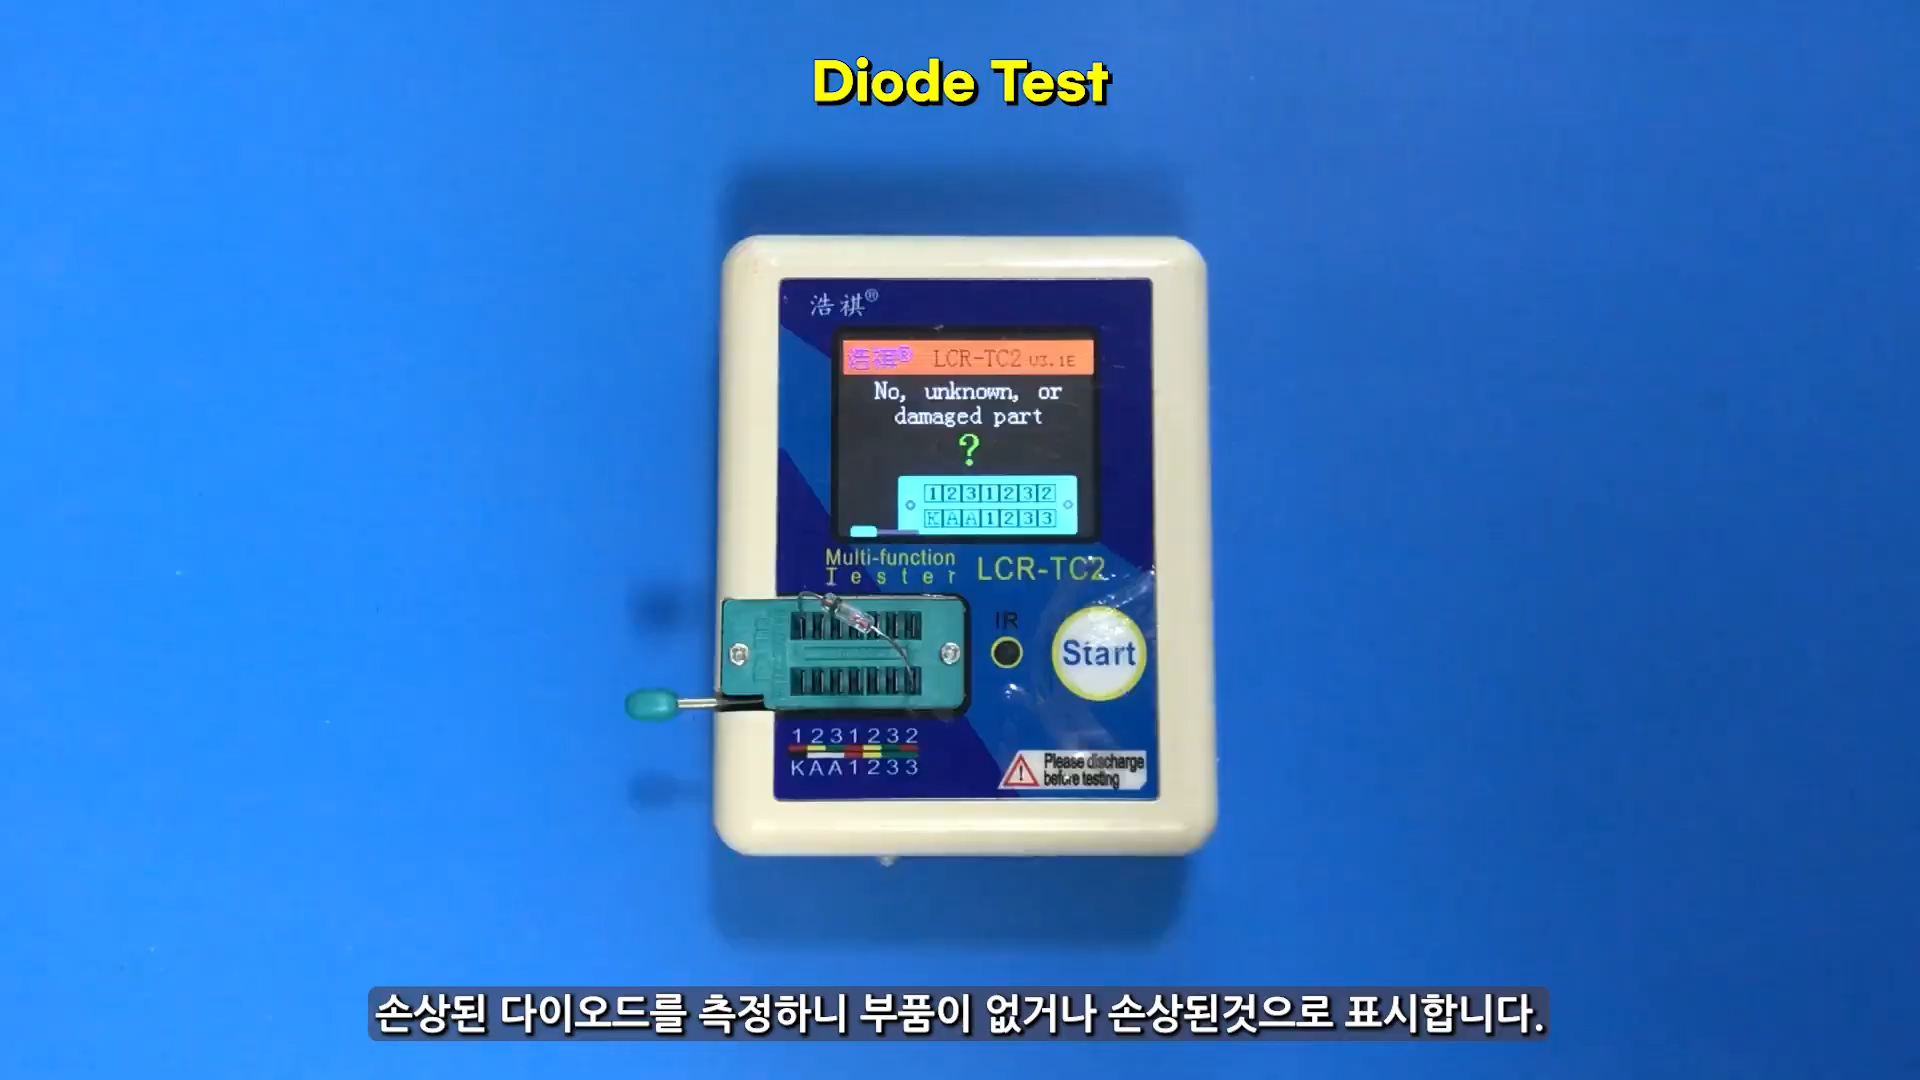 Diode Test
浩祺®
浩祺® LCR-TC2 V3.1E
No, unknown, or
damaged part
?
1231232
KAA1233
Multi-function
Tester
LCR-TC2
IR
Start
1231232
KAA1233
Please discharge
before testing
손상된 다이오드를 측정하니 부품이 없거나 손상된것으로 표시합니다.